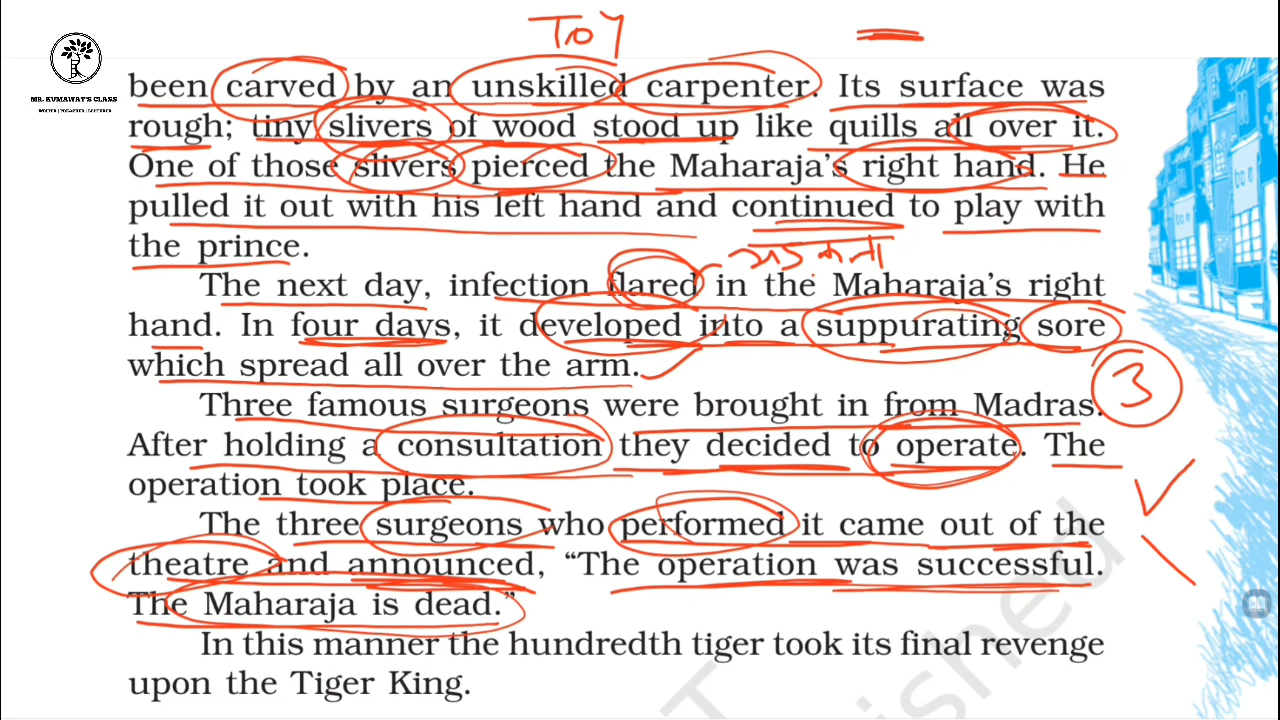 ToY
MR. KUMAWAT'S CLASS
WRITER | TEACHER | LECTURER
been carved by an unskilled carpenter. Its surface was
rough; tiny slivers of wood stood up like quills all over it.
One of those slivers pierced the Maharaja's right hand. He
pulled it out with his left hand and continued to play with
the prince.
The next day, infection flared in the Maharaja's right
hand. In four days, it developed into a suppurating sore
which spread all over the arm.
3
Three famous surgeons were brought in from Madras.
After holding a consultation they decided to operate. The
operation took place.
The three surgeons who performed it came out of the
theatre and announced, “The operation was successful.
The Maharaja is dead.”
In this manner the hundredth tiger took its final revenge
upon the Tiger King.